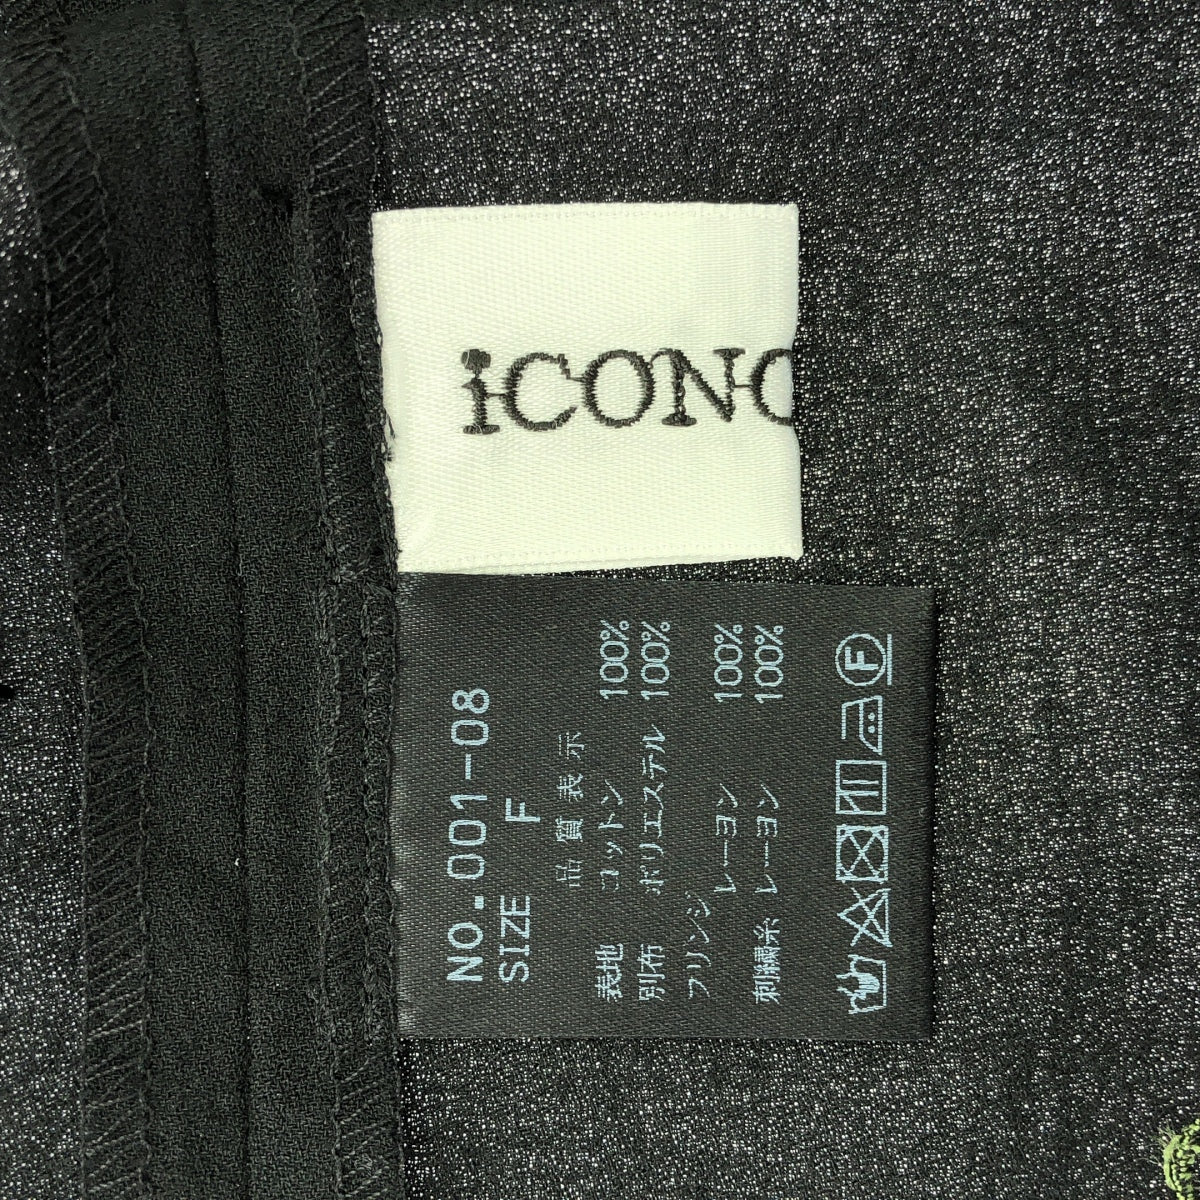 iCONC
NO.001-08
SIZE F
品質表示
表地 コットン 100%
別布 ポリエステル 100%
フリンジ
レーヨン 100%
刺繍糸 レーヨン 100%
F